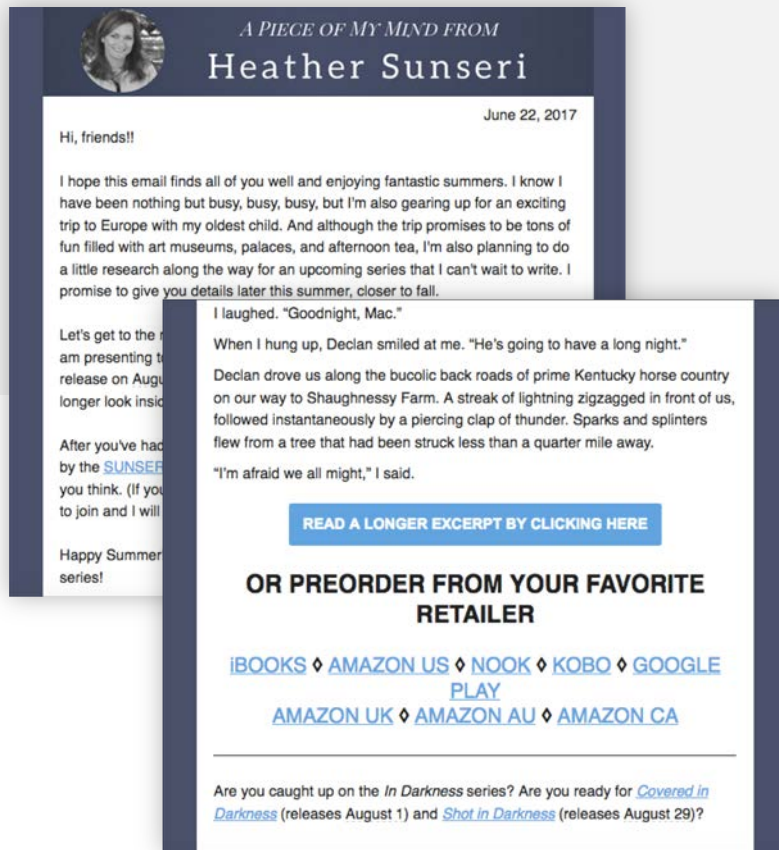 A PIECE OF MY MIND FROM
Heather Sunseri
June 22, 2017
Hi, friends!!
I hope this email finds all of you well and enjoying fantastic summers. I know I
have been nothing but busy, busy, busy, but I'm also gearing up for an exciting
trip to Europe with my oldest child. And although the trip promises to be tons of
fun filled with art museums, palaces, and afternoon tea, I'm also planning to do
a little research along the way for an upcoming series that I can't wait to write. I
promise to give you details later this summer, closer to fall.
Let's get to the
am presenting
release on
longer look
After you've had
by the
you think. (If you
to join and I will
Happy Summer
series!
I laughed. “Goodnight, Mac.”
When I hung up, Declan smiled at me. “He's going to have a long night.”
Declan drove us along the bucolic back roads of prime Kentucky horse country
on our way to Shaughnessy Farm. A streak of lightning zigzagged in front of us,
followed instantaneously by a piercing clap of thunder. Sparks and splinters
flew from a tree that had been struck less than a quarter mile away.
“I'm afraid we all might,” I said.
READ A LONGER EXCERPT BY CLICKING HERE
OR PREORDER FROM YOUR FAVORITE
RETAILER
iBOOKS ◊ AMAZON US ◊ NOOK ◊ KOBO ◊ GOOGLE
PLAY
AMAZON UK ◊ AMAZON AU ◊ AMAZON CA
Are you caught up on the In Darkness series? Are you ready for Covered in
Darkness (releases August 1) and Shot in Darkness (releases August 29)?